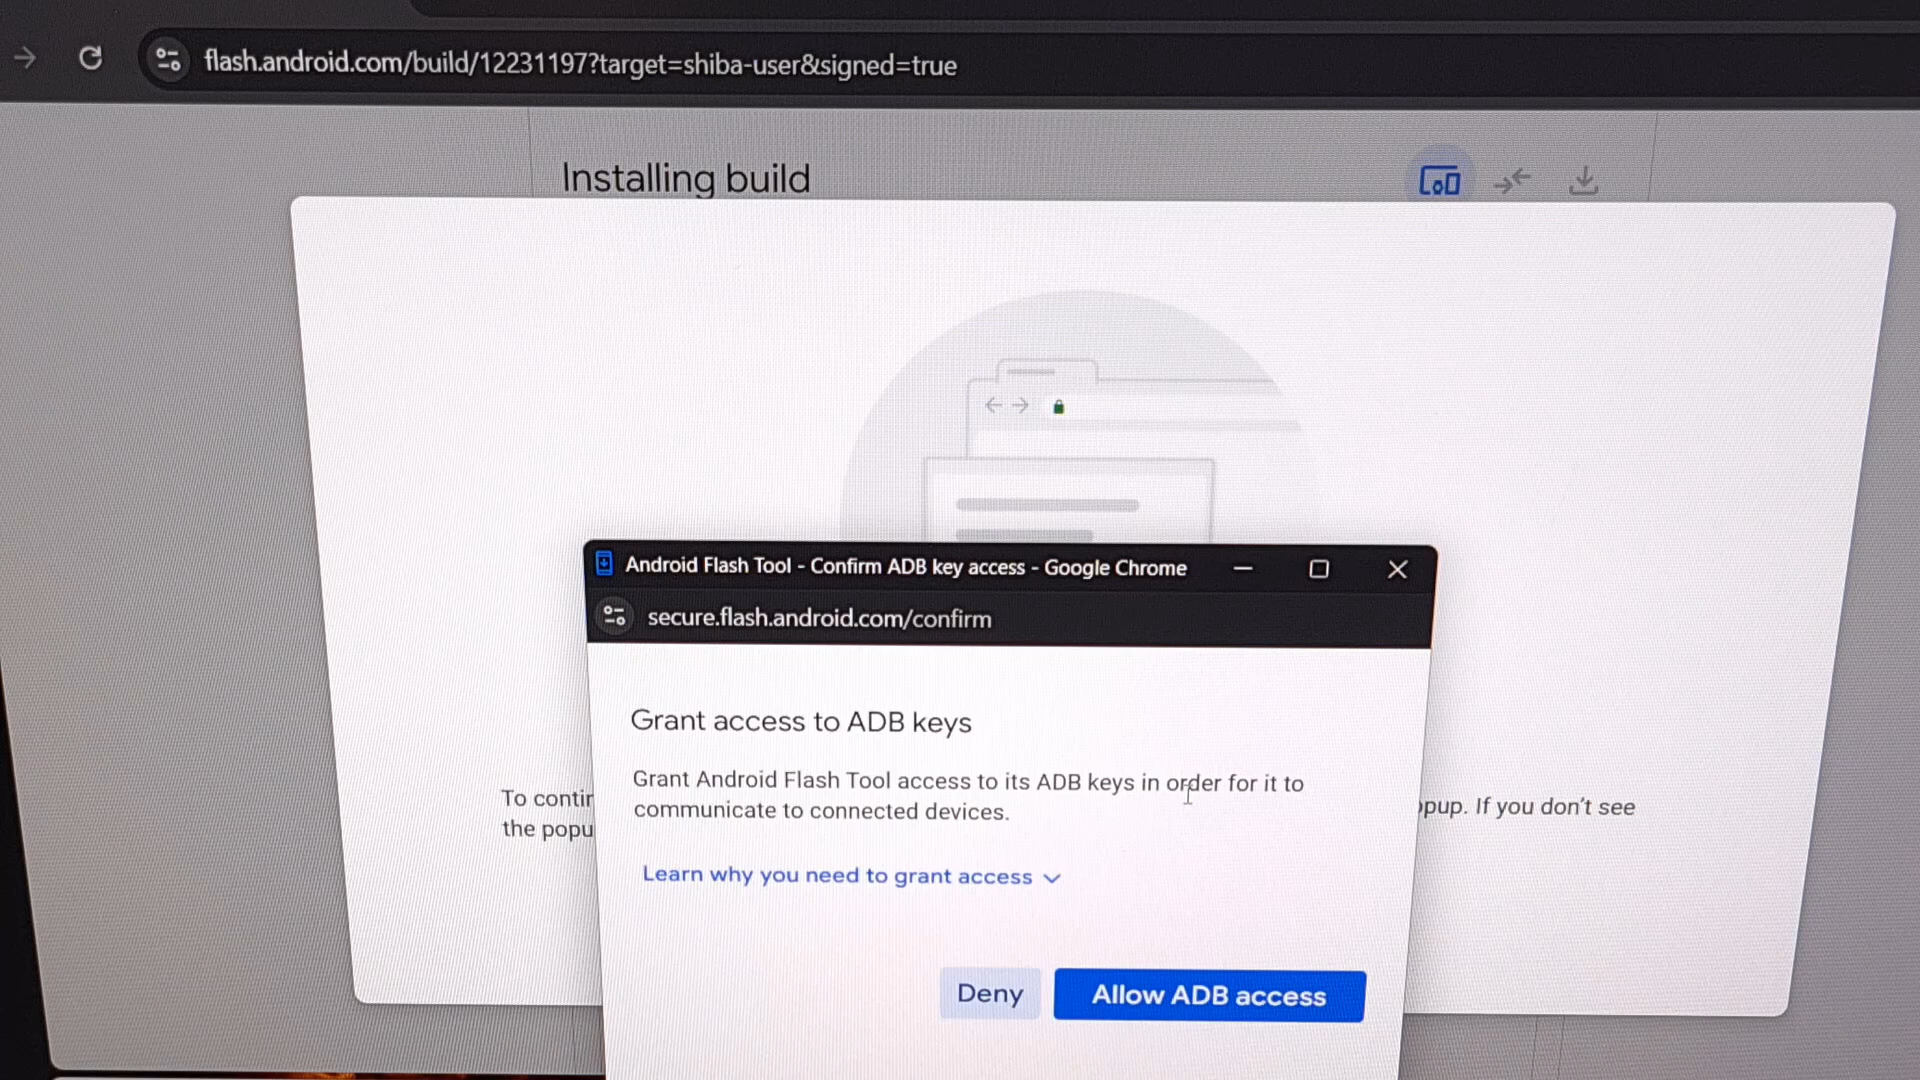 flash.android.com/build/12231197?target=shiba-user&signed=true
Installing build
Android Flash Tool - Confirm ADB key access - Google Chrome
secure.flash.android.com/confirm
Grant access to ADB keys
Grant Android Flash Tool access to its ADB keys in order for it to
communicate to connected devices.
To contin
the popu
pup. If you don't see
Learn why you need to grant access
Deny
Allow ADB access